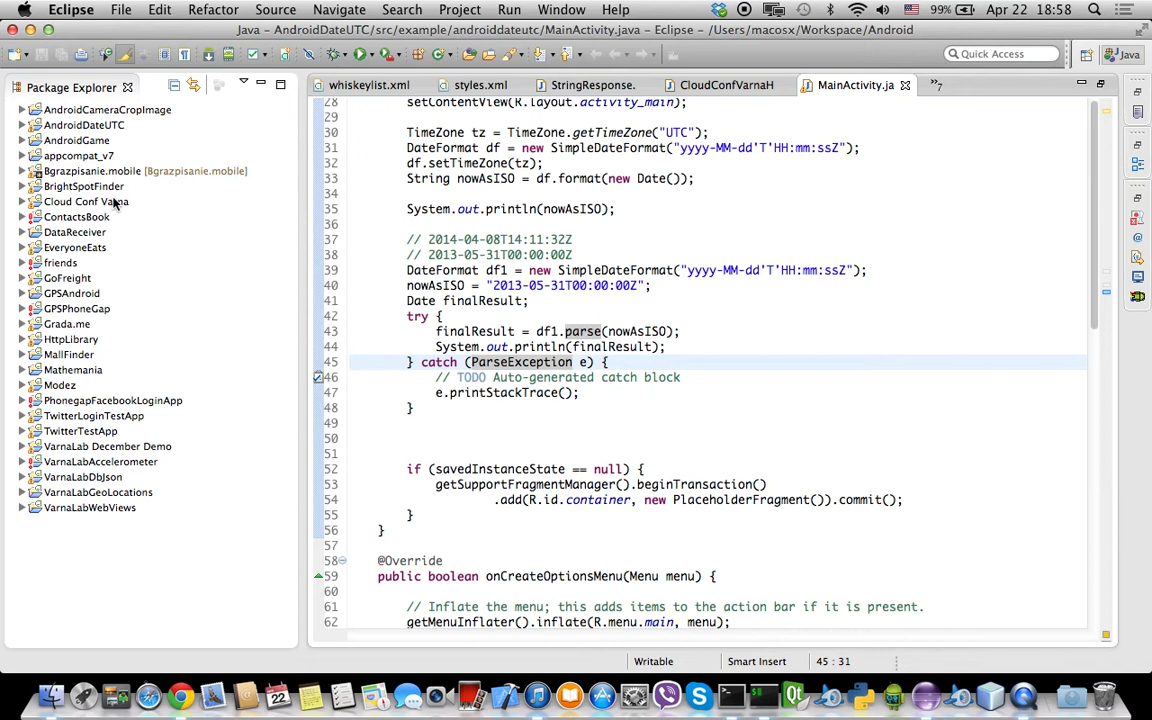 Eclipse File Edit Refactor Source Navigate Search Project Run Window Help 99% Apr 22 18:58
Java – AndroidDateUTC/src/example/androiddateutc/MainActivity.java – Eclipse – /Users/macosx/Workspace/Android
Quick Access Java
Package Explorer
AndroidCameraCropImage
AndroidDateUTC
AndroidGame
appcompat_v7
Bgrazpisanie.mobile [Bgrazpisanie.mobile]
BrightSpotFinder
Cloud Conf Varna
ContactsBook
DataReceiver
EveryoneEats
friends
GoFreight
GPSAndroid
GPSPhoneGap
Grada.me
HttpLibrary
MallFinder
Mathemania
Modez
PhonegapFacebookLoginApp
TwitterLoginTestApp
TwitterTestApp
VarnaLab December Demo
VarnaLabAccelerometer
VarnaLabDbJson
VarnaLabGeoLocations
VarnaLabWebViews
whiskeylist.xml styles.xml StringResponse. CloudConfVarnaH MainActivity.ja »7
28 setContentView(R.layout.activity_main);
29
30 TimeZone tz = TimeZone.getTimeZone("UTC");
31 DateFormat df = new SimpleDateFormat("yyyy-MM-dd'T'HH:mm:ssZ");
32 df.setTimeZone(tz);
33 String nowAsISO = df.format(new Date());
34
35 System.out.println(nowAsISO);
36
37 // 2014-04-08T14:11:32Z
38 // 2013-05-31T00:00:00Z
39 DateFormat df1 = new SimpleDateFormat("yyyy-MM-dd'T'HH:mm:ssZ");
40 nowAsISO = "2013-05-31T00:00:00Z";
41 Date finalResult;
42 try {
43 finalResult = df1.parse(nowAsISO);
44 System.out.println(finalResult);
45 } catch (ParseException e) {
46 // TODO Auto-generated catch block
47 e.printStackTrace();
48 }
49
50
51
52 if (savedInstanceState == null) {
53 getSupportFragmentManager().beginTransaction()
54 .add(R.id.container, new PlaceholderFragment()).commit();
55 }
56 }
57
58 @Override
59 public boolean onCreateOptionsMenu(Menu menu) {
60
61 // Inflate the menu; this adds items to the action bar if it is present.
62 getMenuInflater().inflate(R.menu.main, menu);
Writable Smart Insert 45 : 31
22
Qt